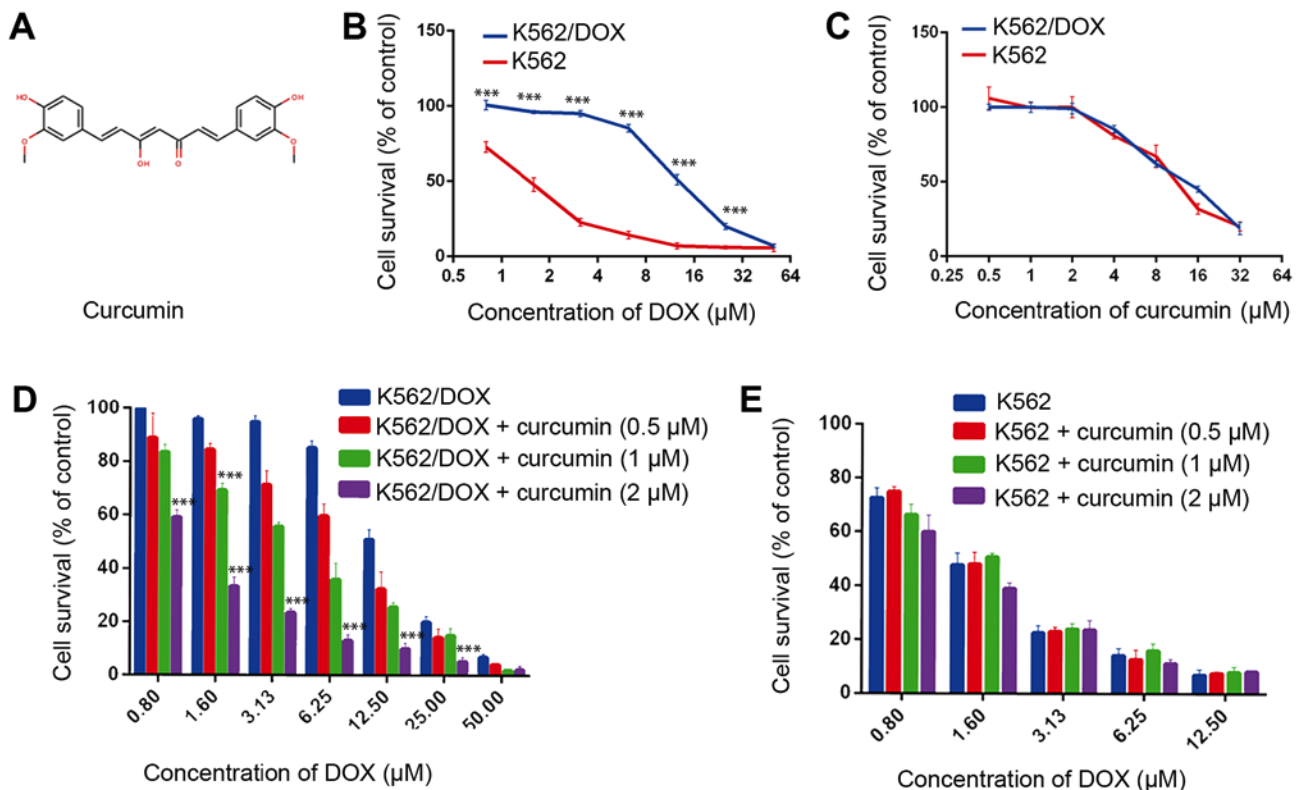 A
HO
O
OH
O
OH
O
Curcumin
B
K562/DOX
K562
Cell survival (% of control)
150
100
50
0
***
***
***
***
***
***
0.5
1
2
4
8
16
32
64
Concentration of DOX (µM)
C
K562/DOX
K562
Cell survival (% of control)
150
100
50
0
0.25
0.5
1
2
4
8
16
32
64
Concentration of curcumin (µM)
D
K562/DOX
K562/DOX + curcumin (0.5 µM)
K562/DOX + curcumin (1 µM)
K562/DOX + curcumin (2 µM)
Cell survival (% of control)
100
80
60
40
20
0
***
***
***
***
***
***
***
0.80
1.60
3.13
6.25
12.50
25.00
50.00
Concentration of DOX (µM)
E
K562
K562 + curcumin (0.5 µM)
K562 + curcumin (1 µM)
K562 + curcumin (2 µM)
Cell survival (% of control)
100
80
60
40
20
0
0.80
1.60
3.13
6.25
12.50
Concentration of DOX (µM)